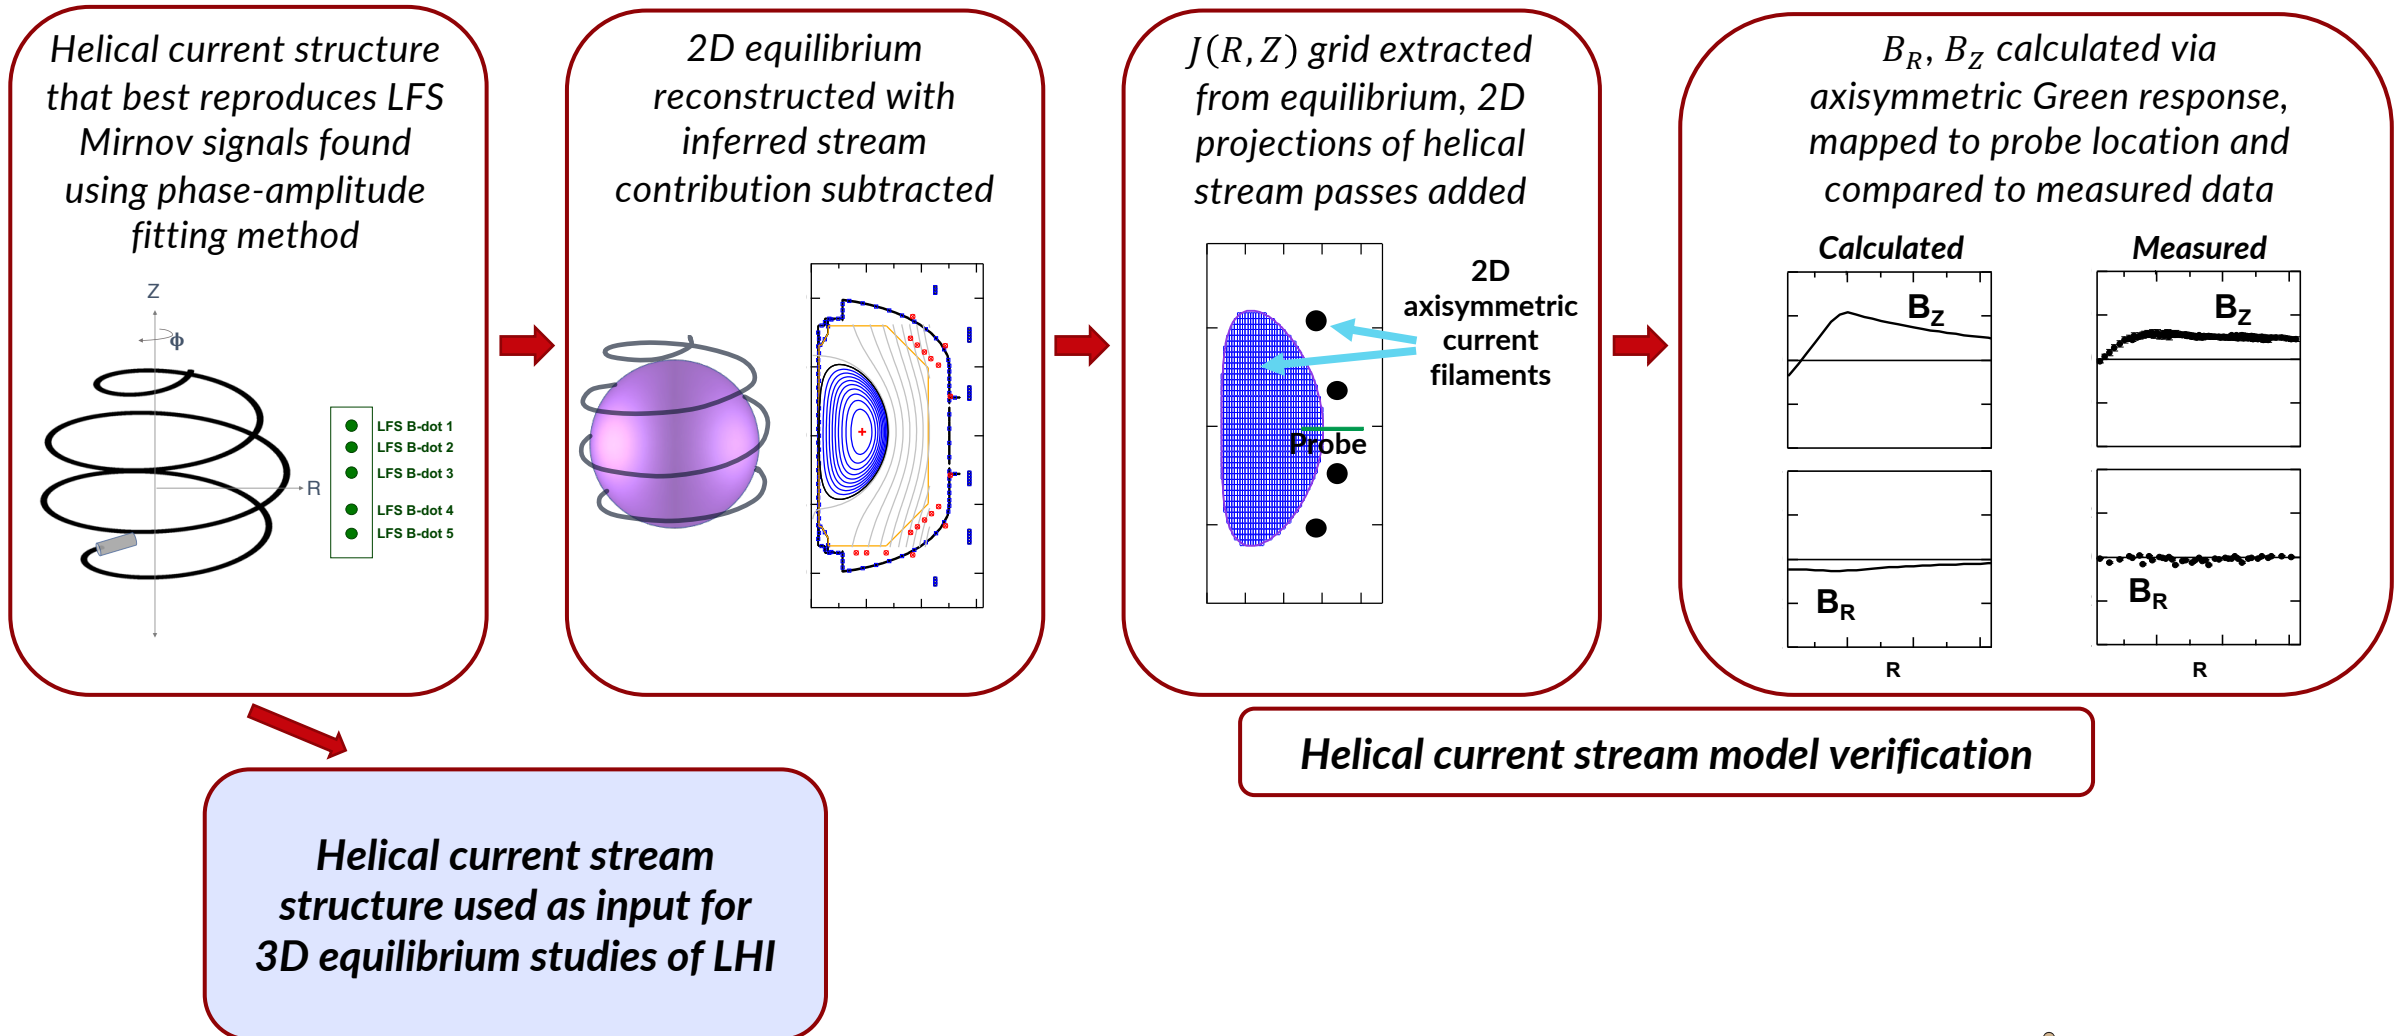 Helical current structure
that best reproduces LFS
Mirnov signals found
using phase-amplitude
fitting method
Z
ϕ
R
LFS B-dot 1
LFS B-dot 2
LFS B-dot 3
LFS B-dot 4
LFS B-dot 5
2D equilibrium
reconstructed with
inferred stream
contribution subtracted
J(R,Z) grid extracted
from equilibrium, 2D
projections of helical
stream passes added
2D
axisymmetric
current
filaments
Probe
B_R, B_Z calculated via
axisymmetric Green response,
mapped to probe location and
compared to measured data
Calculated
Measured
B_Z
B_Z
B_R
B_R
R
R
Helical current stream model verification
Helical current stream
structure used as input for
3D equilibrium studies of LHI